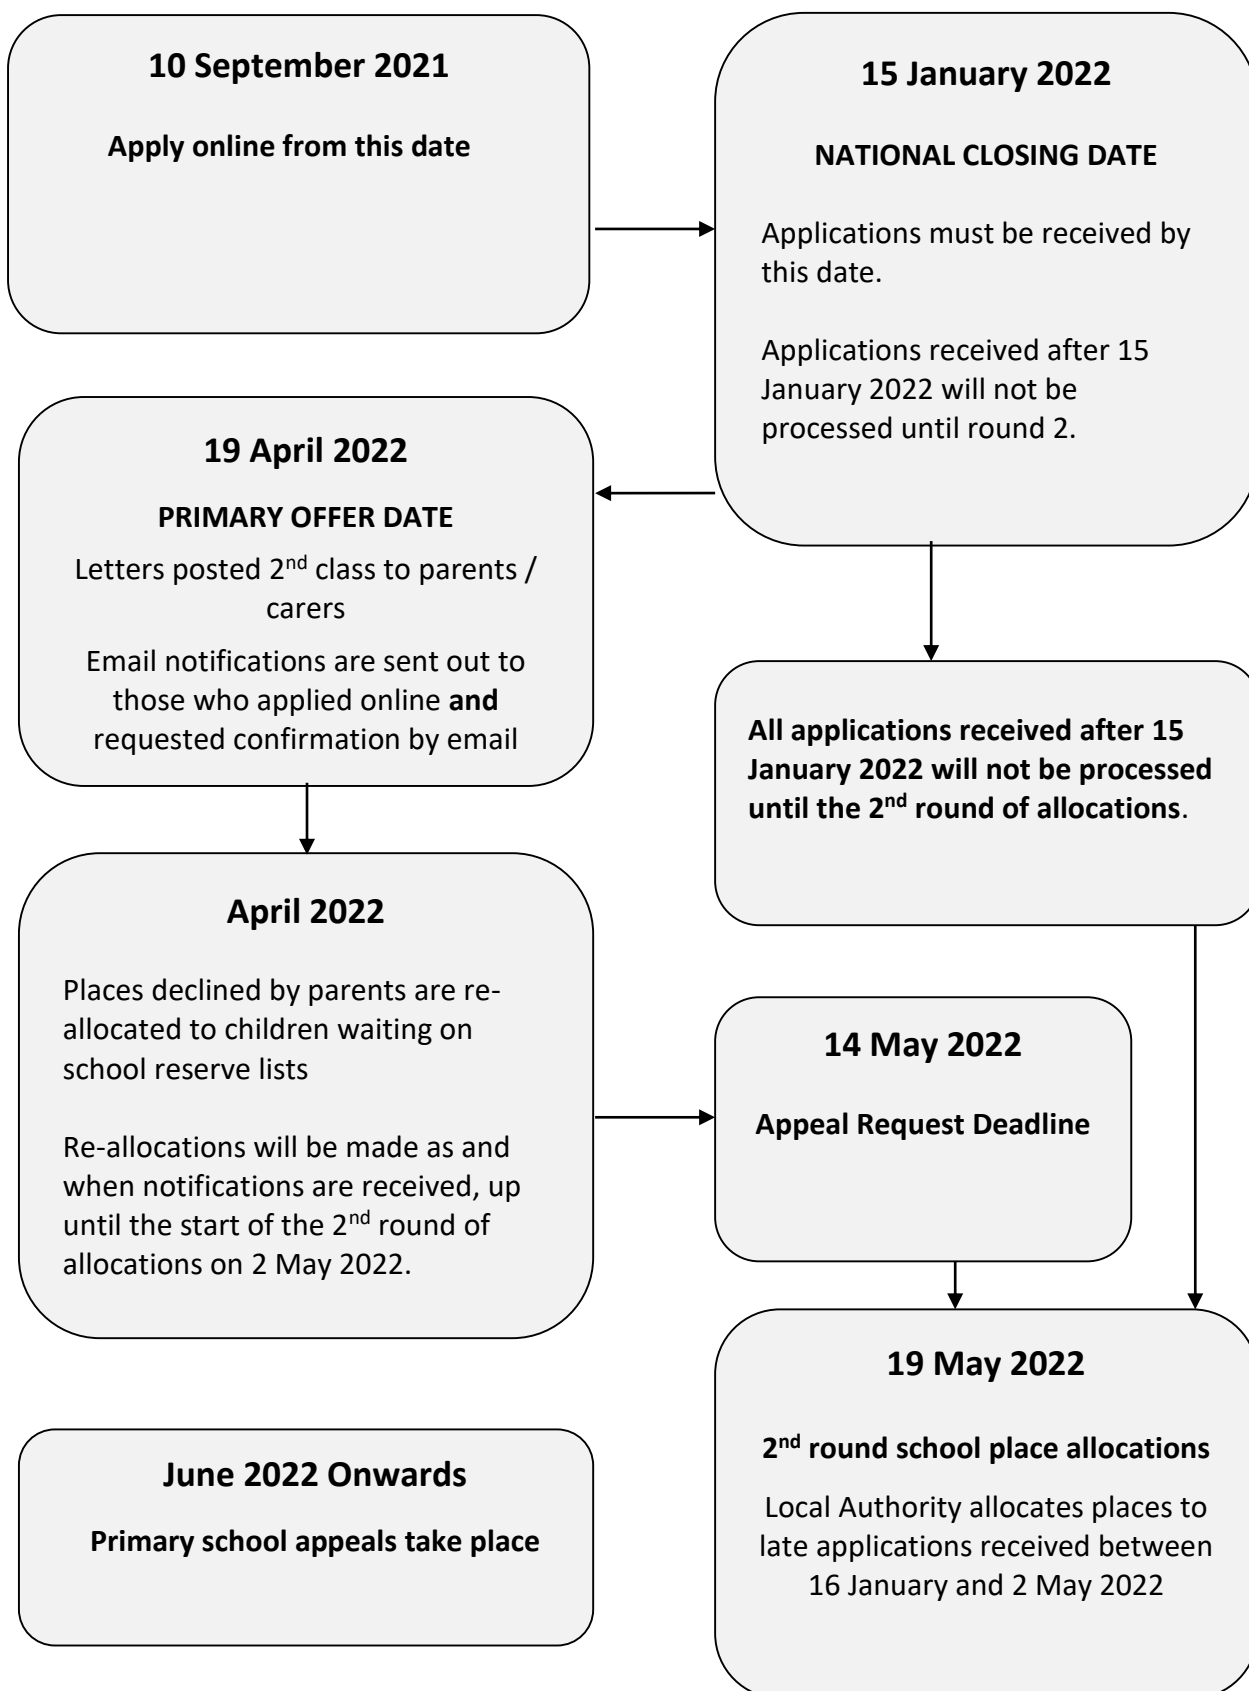 10 September 2021
Apply online from this date
15 January 2022
NATIONAL CLOSING DATE
Applications must be received by
this date.
Applications received after 15
January 2022 will not be
processed until round 2.
19 April 2022
PRIMARY OFFER DATE
Letters posted 2nd class to parents /
carers
Email notifications are sent out to
those who applied online and
requested confirmation by email
All applications received after 15
January 2022 will not be processed
until the 2nd round of allocations.
April 2022
Places declined by parents are re-
allocated to children waiting on
school reserve lists
Re-allocations will be made as and
when notifications are received, up
until the start of the 2nd round of
allocations on 2 May 2022.
14 May 2022
Appeal Request Deadline
19 May 2022
2nd round school place allocations
Local Authority allocates places to
late applications received between
16 January and 2 May 2022
June 2022 Onwards
Primary school appeals take place